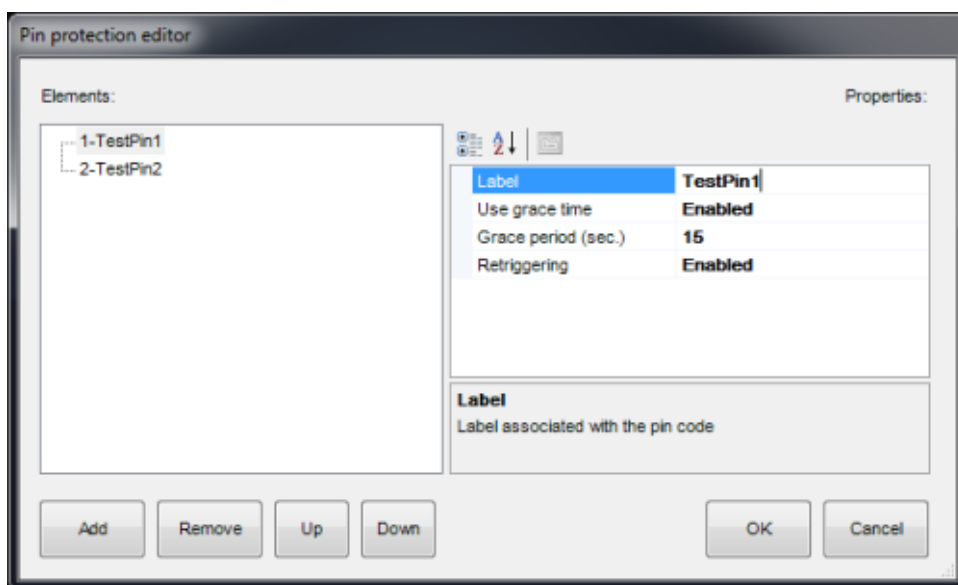 Pin protection editor
Elements: Properties:
1-TestPin1
2-TestPin2
Label TestPin1
Use grace time Enabled
Grace period (sec.) 15
Retriggering Enabled
Label
Label associated with the pin code
Add Remove Up Down OK Cancel